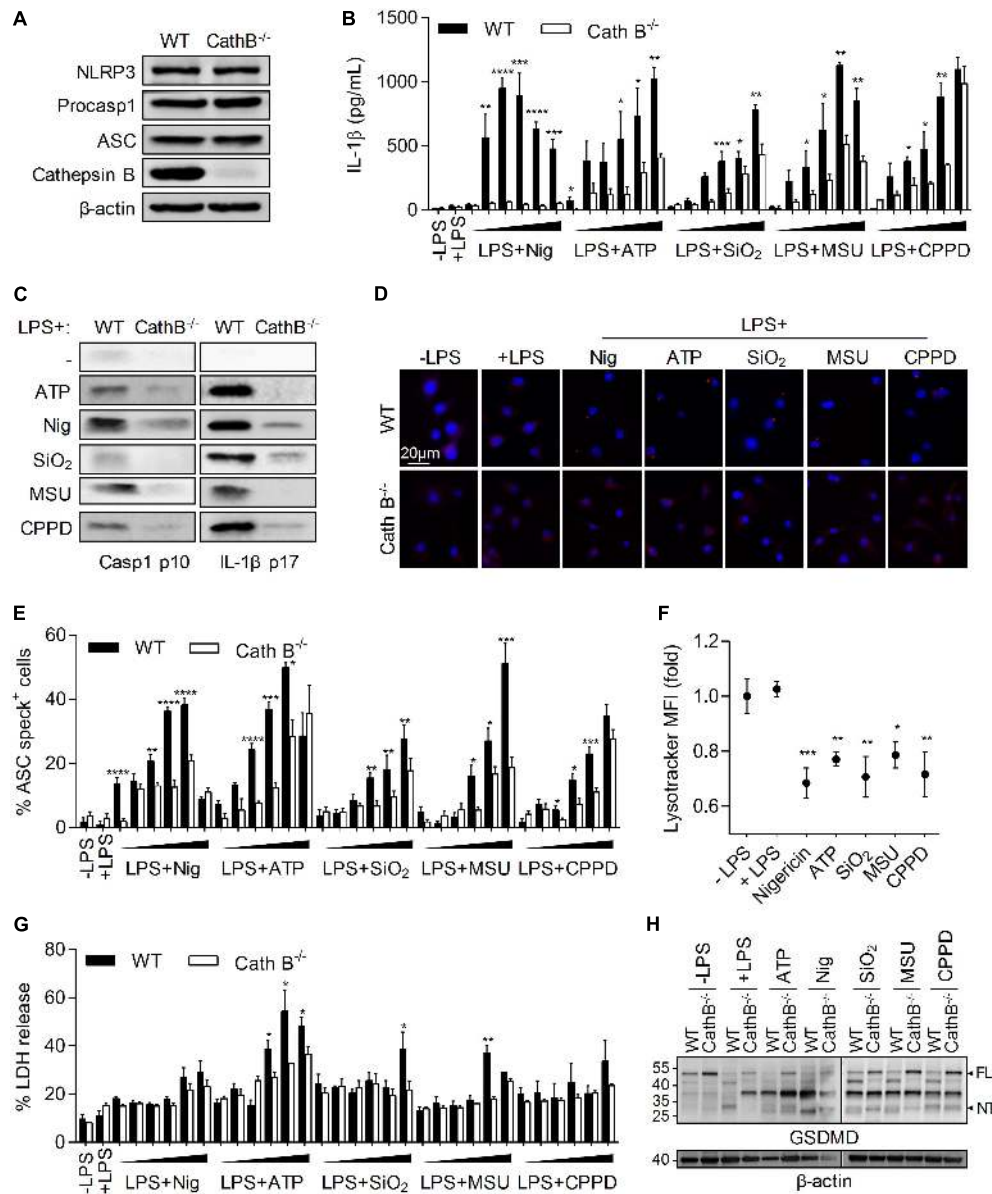 A
WT CathB-/-
NLRP3
Procasp1
ASC
Cathepsin B
β-actin
B
WT Cath B-/-
IL-1β (pg/mL)
1500
1000
500
0
** **** *** **** *** * * * ** *** * ** * * ** ** * * **
-LPS
+LPS
LPS+Nig LPS+ATP LPS+SiO2 LPS+MSU LPS+CPPD
C
LPS+: WT CathB-/- WT CathB-/-
-
ATP
Nig
SiO2
MSU
CPPD
Casp1 p10 IL-1β p17
D
LPS+
-LPS +LPS Nig ATP SiO2 MSU CPPD
WT
20μm
Cath B-/-
E
WT Cath B-/-
% ASC speck+ cells
60
40
20
0
**** ** **** **** **** *** * ** * ** * * *** * * ***
-LPS
+LPS
LPS+Nig LPS+ATP LPS+SiO2 LPS+MSU LPS+CPPD
F
Lysotracker MFI (fold)
1.2
1.0
0.8
0.6
*** ** ** * **
- LPS
+ LPS
Nigericin
ATP
SiO2
MSU
CPPD
G
WT Cath B-/-
% LDH release
80
60
40
20
0
* * * * **
-LPS
+LPS
LPS+Nig LPS+ATP LPS+SiO2 LPS+MSU LPS+CPPD
H
-LPS +LPS ATP Nig SiO2 MSU CPPD
WT CathB-/- WT CathB-/- WT CathB-/- WT CathB-/- WT CathB-/- WT CathB-/- WT CathB-/-
55
40
35
25
FL
NT
GSDMD
40
β-actin